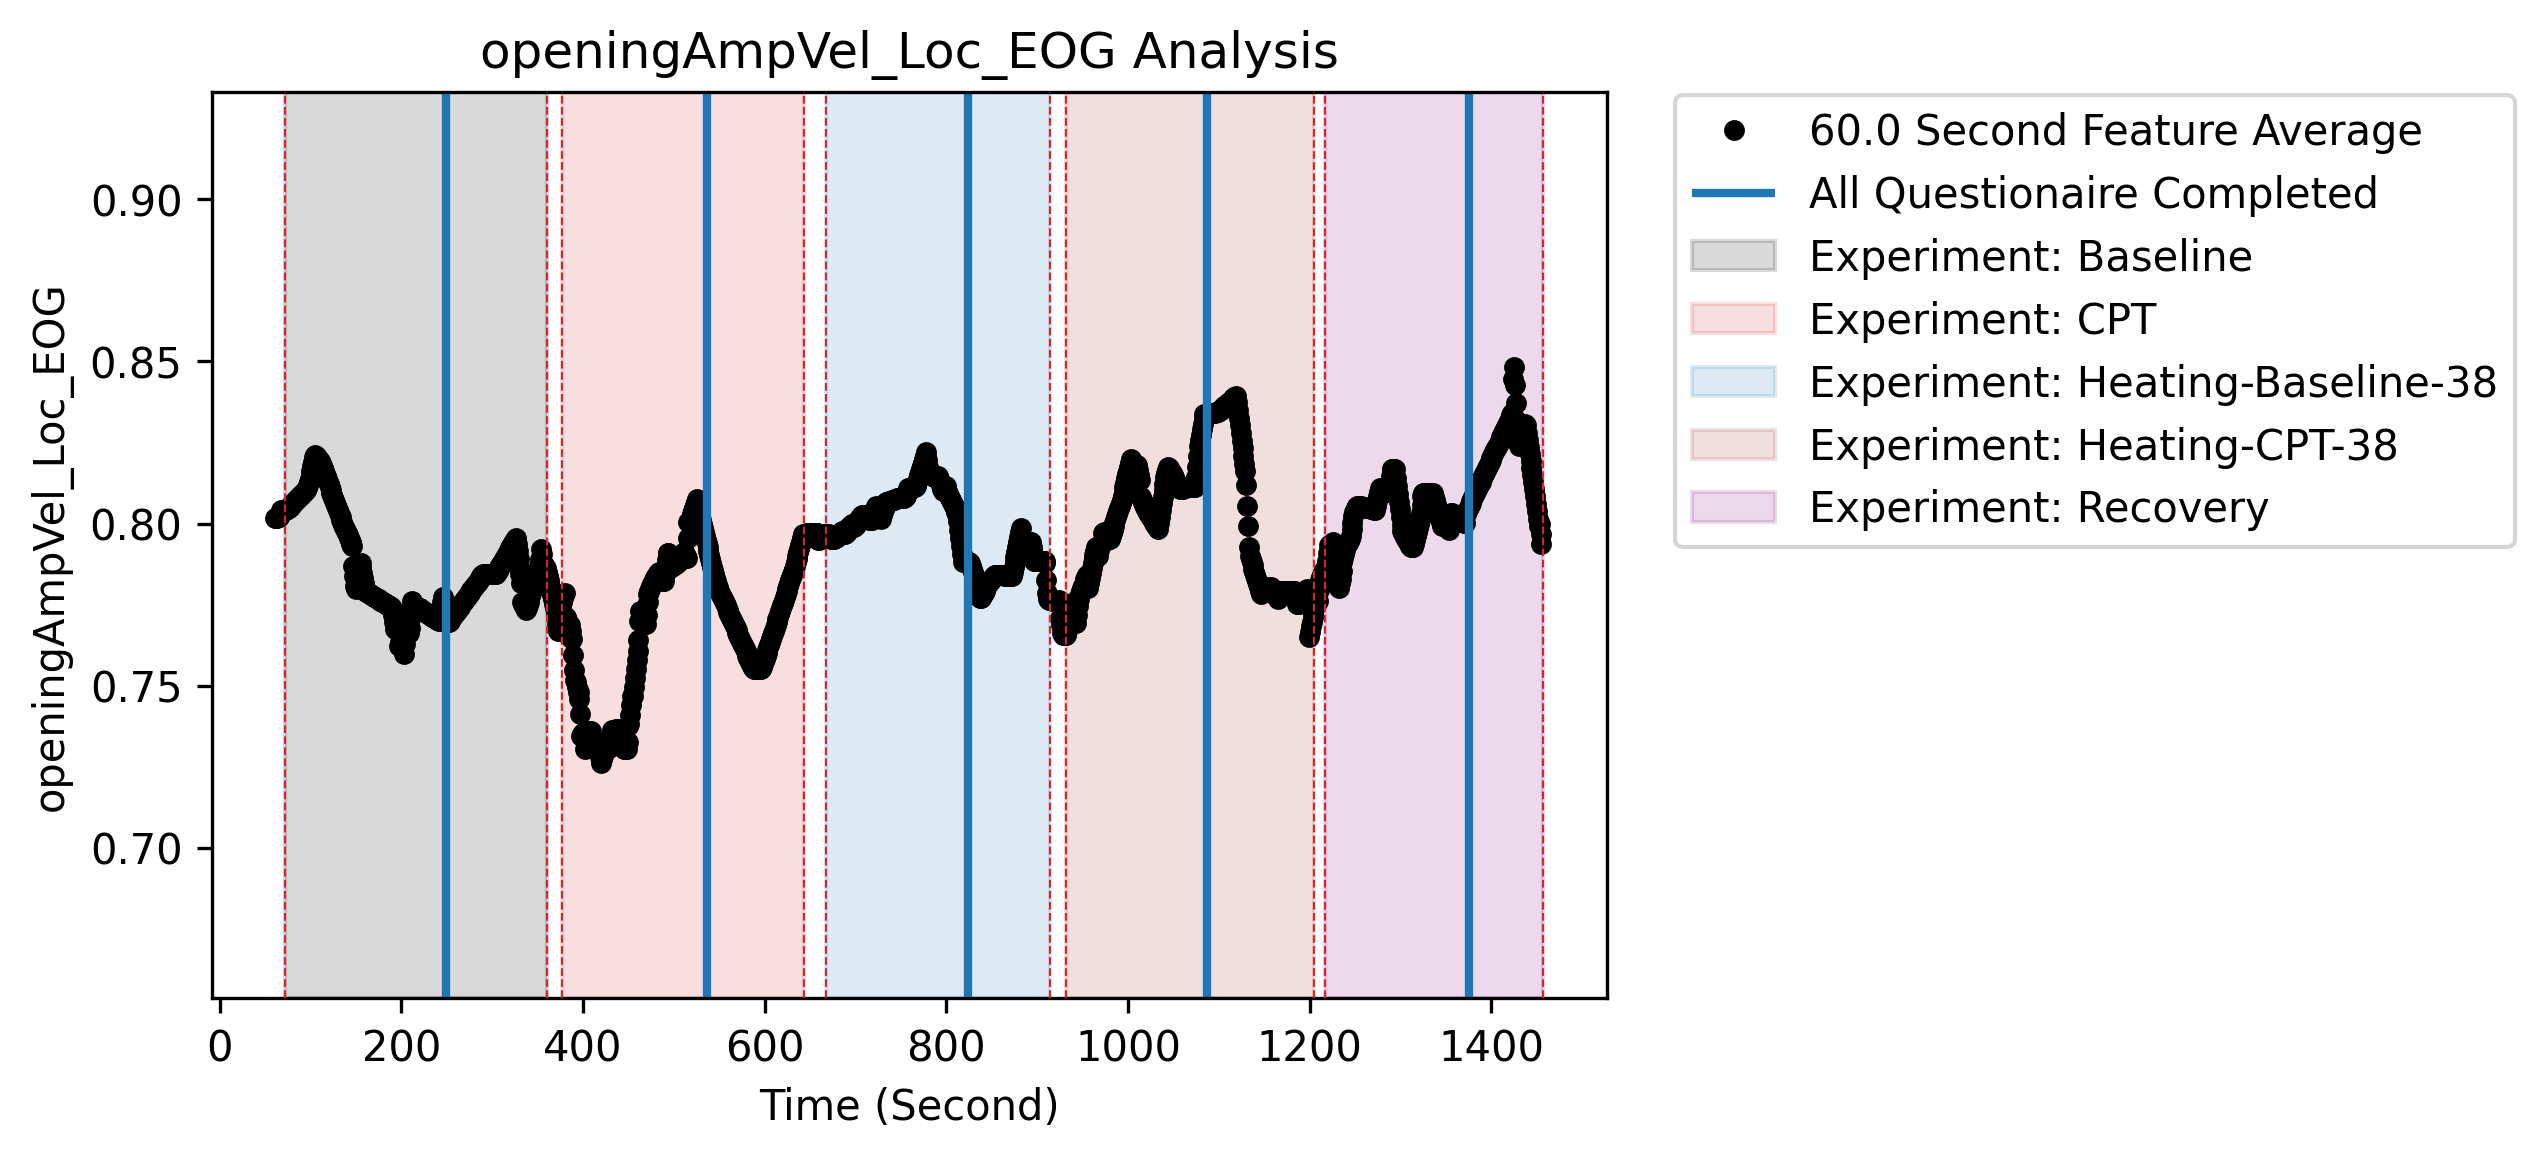 openingAmpVel_Loc_EOG Analysis
openingAmpVel_Loc_EOG
0.90
0.85
0.80
0.75
0.70
0 200 400 600 800 1000 1200 1400
Time (Second)
60.0 Second Feature Average
All Questionaire Completed
Experiment: Baseline
Experiment: CPT
Experiment: Heating-Baseline-38
Experiment: Heating-CPT-38
Experiment: Recovery